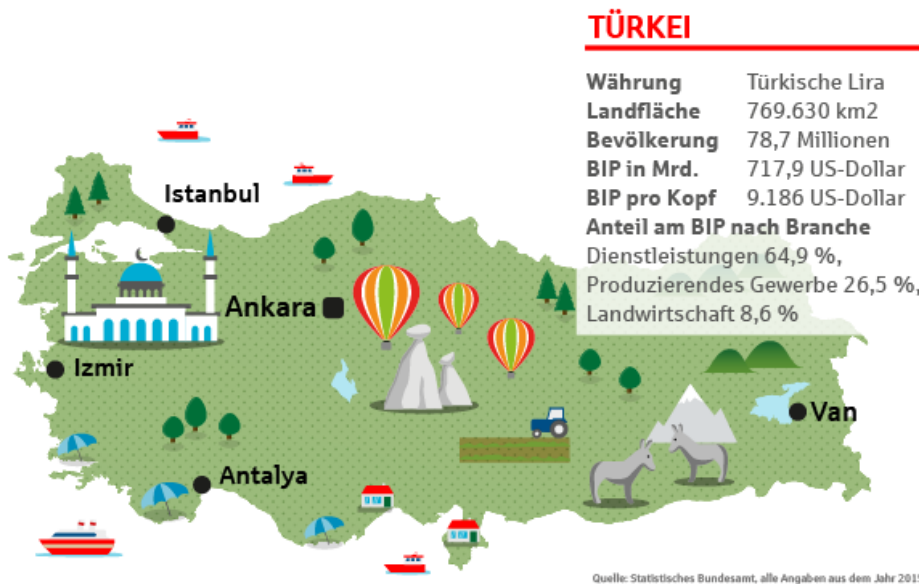 TÜRKEI
Währung Türkische Lira
Landfläche 769.630 km2
Bevölkerung 78,7 Millionen
BIP in Mrd. 717,9 US-Dollar
BIP pro Kopf 9.186 US-Dollar
Anteil am BIP nach Branche
Dienstleistungen 64,9 %,
Produzierendes Gewerbe 26,5 %,
Landwirtschaft 8,6 %
Istanbul
Ankara
Izmir
Van
Antalya
Quelle: Statistisches Bundesamt, alle Angaben aus dem Jahr 2015